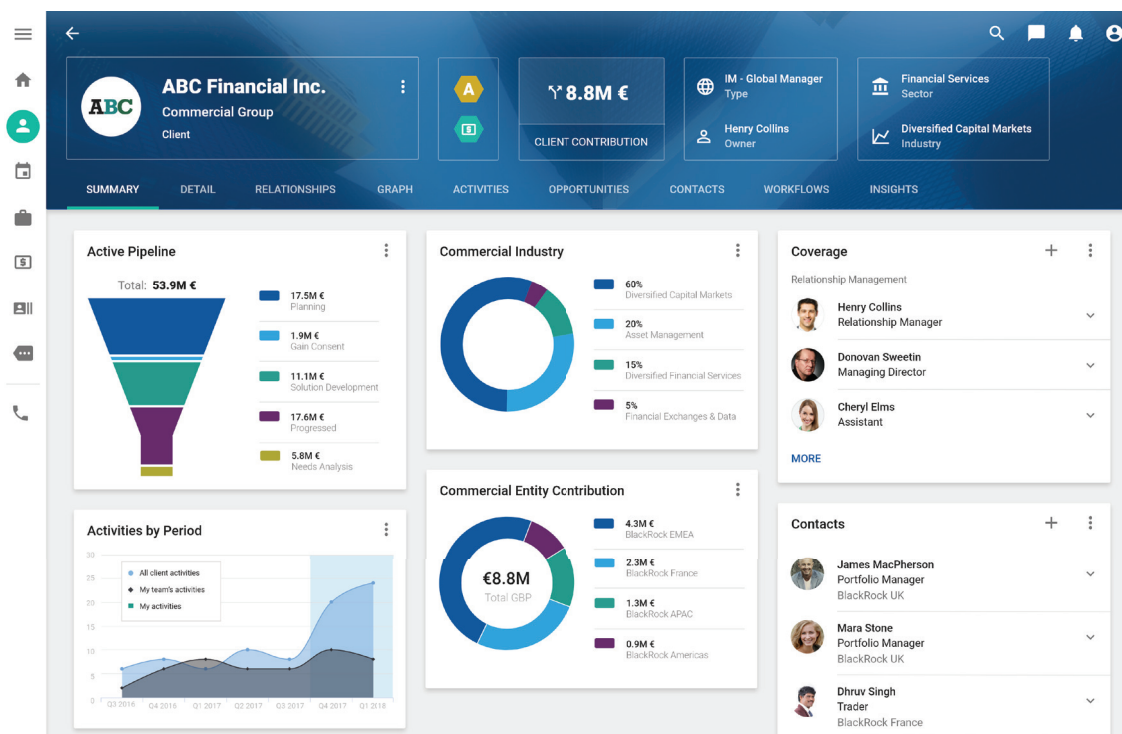 ABC
ABC Financial Inc.
Commercial Group
Client
A
$
8.8M €
CLIENT CONTRIBUTION
IM - Global Manager
Type
Henry Collins
Owner
Financial Services
Sector
Diversified Capital Markets
Industry
SUMMARY DETAIL RELATIONSHIPS GRAPH ACTIVITIES OPPORTUNITIES CONTACTS WORKFLOWS INSIGHTS
Active Pipeline
Total: 53.9M €
17.5M €
Planning
1.9M €
Gain Consent
11.1M €
Solution Development
17.6M €
Progressed
5.8M €
Needs Analysis
Activities by Period
30
25
20
15
10
5
0
All client activities
My team's activities
My activities
Q3 2016 Q4 2016 Q1 2017 Q2 2017 Q3 2017 Q4 2017 Q1 2018
Commercial Industry
60%
Diversified Capital Markets
20%
Asset Management
15%
Diversified Financial Services
5%
Financial Exchanges & Data
Commercial Entity Contribution
€8.8M
Total GBP
4.3M €
BlackRock EMEA
2.3M €
BlackRock France
1.3M €
BlackRock APAC
0.9M €
BlackRock Americas
Coverage
Relationship Management
Henry Collins
Relationship Manager
Donovan Sweetin
Managing Director
Cheryl Elms
Assistant
MORE
Contacts
James MacPherson
Portfolio Manager
BlackRock UK
Mara Stone
Portfolio Manager
BlackRock UK
Dhruv Singh
Trader
BlackRock France